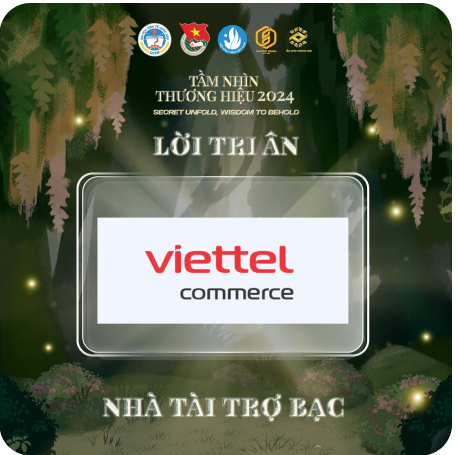 TẦM NHÌN
THƯƠNG HIỆU 2024
SECRET UNFOLD, WISDOM TO BEHOLD
LỜI TRI ÂN
viettel
commerce
NHÀ TÀI TRỢ BẠC